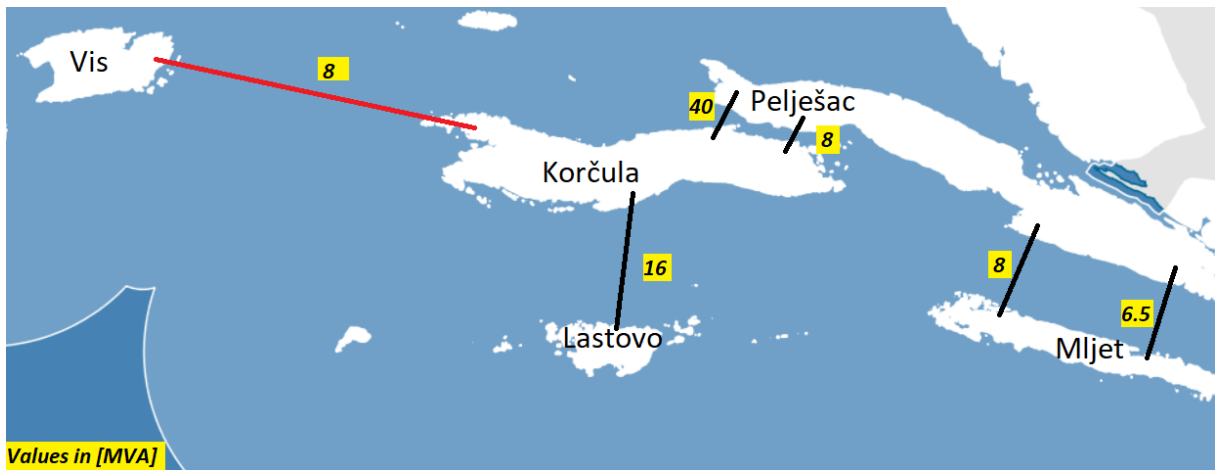 Vis
8
40
Pelješac
8
Korčula
16
8
6.5
Lastovo
Mljet
Values in [MVA]